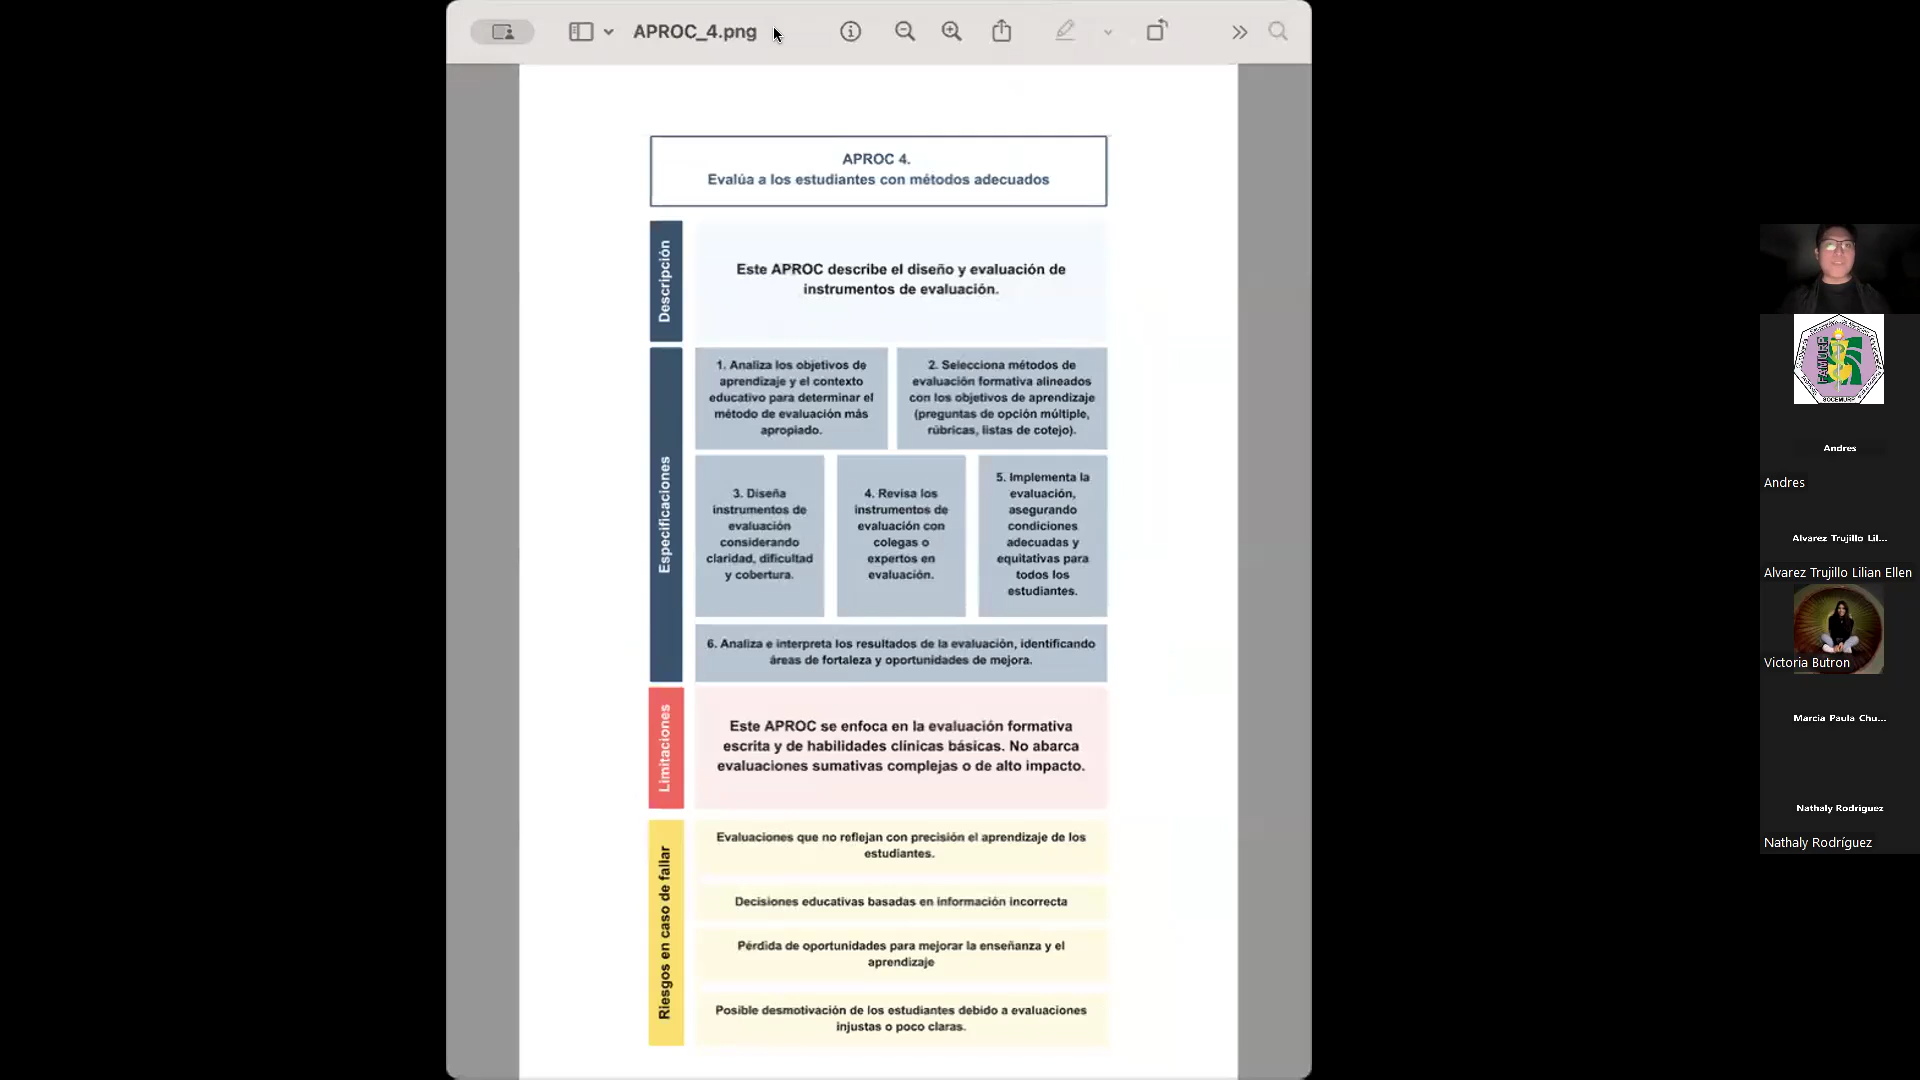 APROC_4.png
APROC 4.
Evalúa a los estudiantes con métodos adecuados
Descripción
Este APROC describe el diseño y evaluación de
instrumentos de evaluación.
Especificaciones
1. Analiza los objetivos de
aprendizaje y el contexto
educativo para determinar el
método de evaluación más
apropiado.
2. Selecciona métodos de
evaluación formativa alineados
con los objetivos de aprendizaje
(preguntas de opción múltiple,
rúbricas, listas de cotejo).
3. Diseña
instrumentos de
evaluación
considerando
claridad, dificultad
y cobertura.
4. Revisa los
instrumentos de
evaluación con
colegas o
expertos en
evaluación.
5. Implementa la
evaluación,
asegurando
condiciones
adecuadas y
equitativas para
todos los
estudiantes.
6. Analiza e interpreta los resultados de la evaluación, identificando
áreas de fortaleza y oportunidades de mejora.
Limitaciones
Este APROC se enfoca en la evaluación formativa
escrita y de habilidades clínicas básicas. No abarca
evaluaciones sumativas complejas o de alto impacto.
Riesgos en caso de fallar
Evaluaciones que no reflejan con precisión el aprendizaje de los
estudiantes.
Decisiones educativas basadas en información incorrecta
Pérdida de oportunidades para mejorar la enseñanza y el
aprendizaje
Posible desmotivación de los estudiantes debido a evaluaciones
injustas o poco claras.
FAMURP
SOCEMURP
Andres
Andres
Alvarez Trujillo Lil...
Alvarez Trujillo Lilian Ellen
Victoria Butron
Marcia Paula Chu...
Nathaly Rodriguez
Nathaly Rodríguez